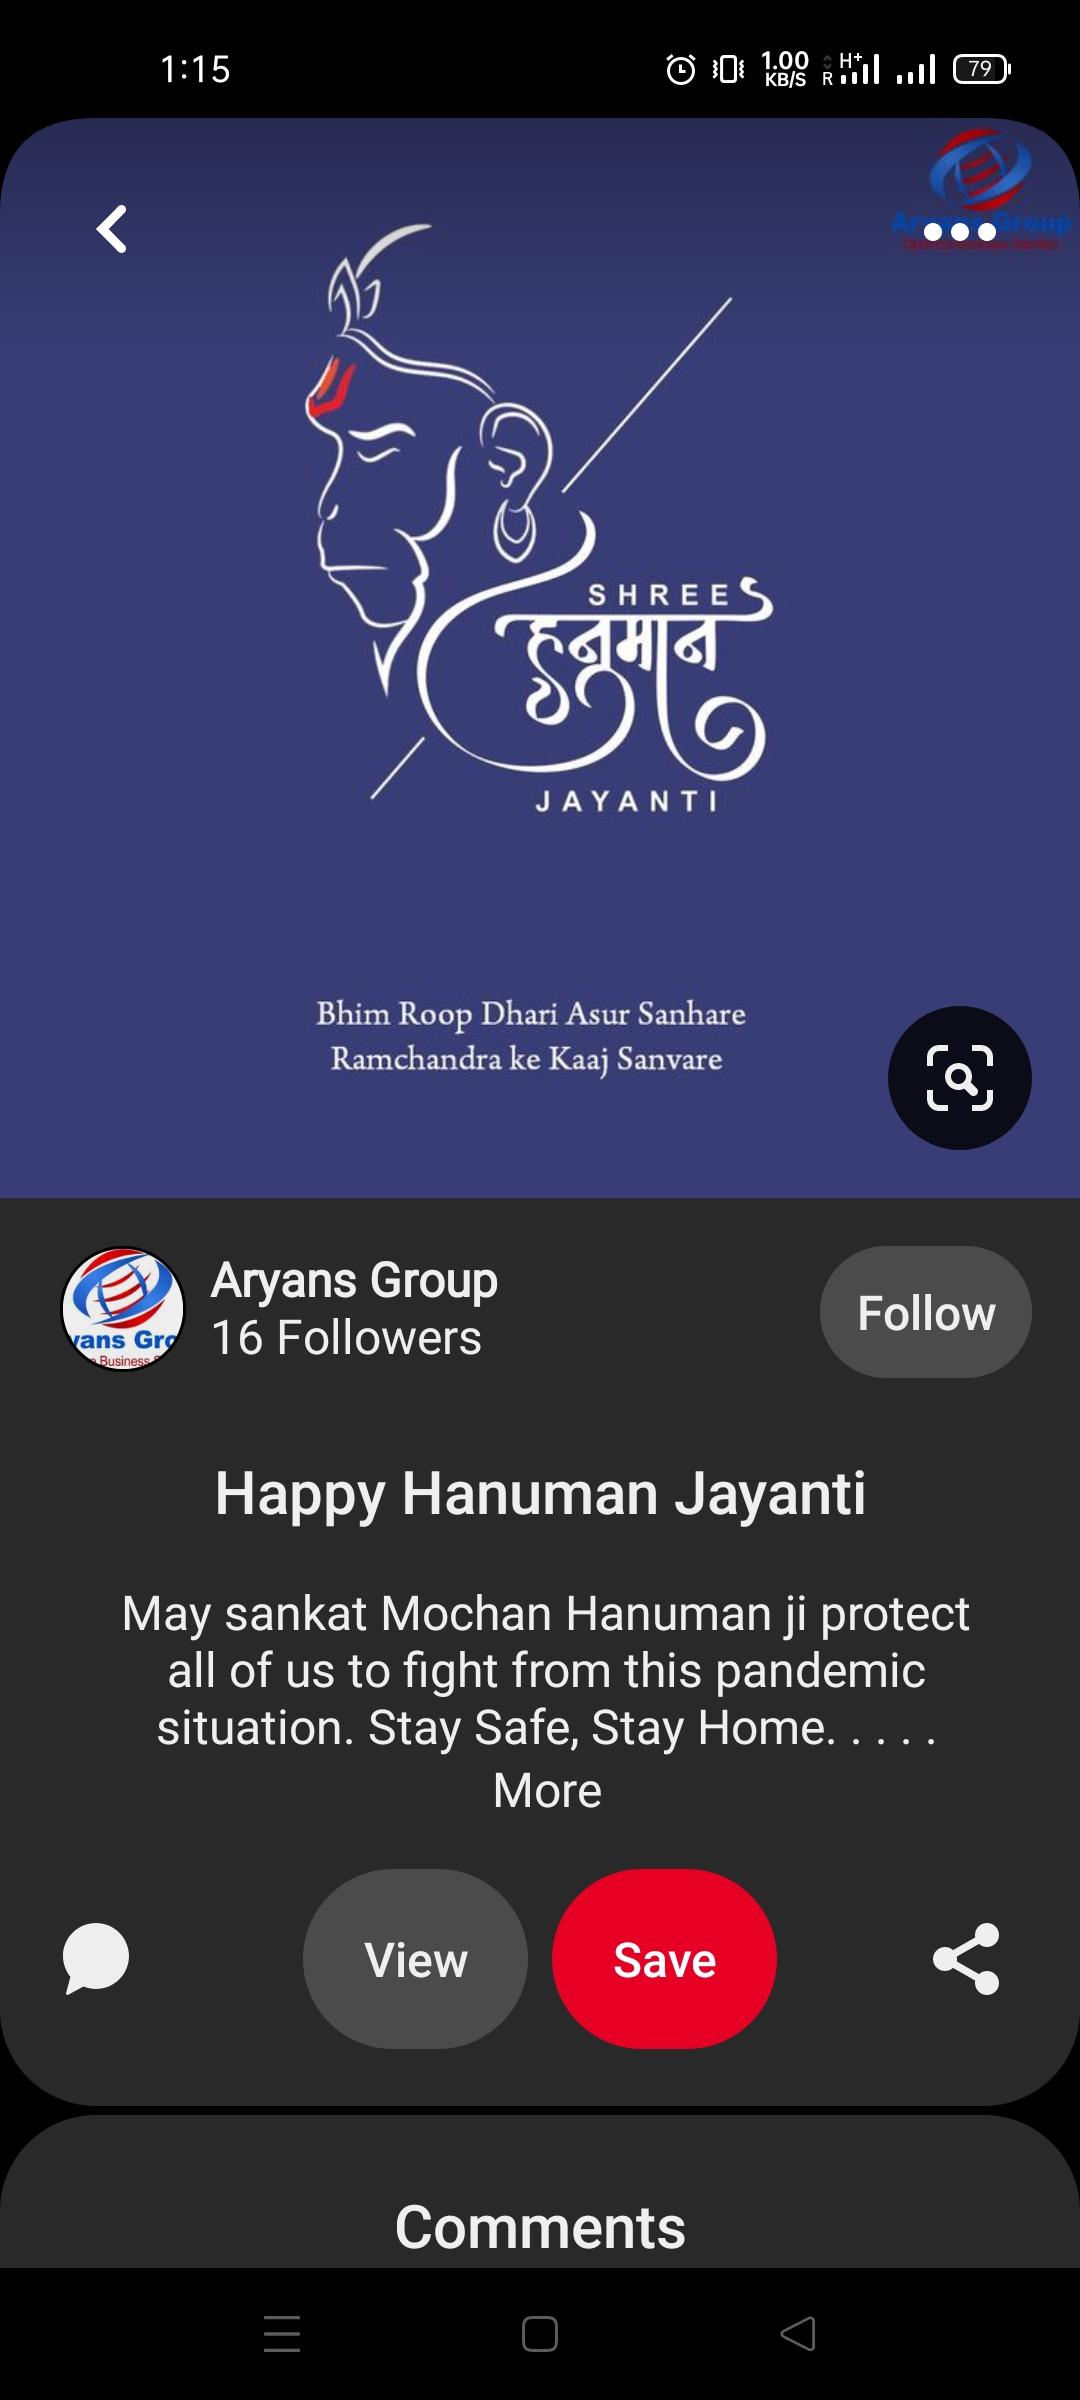 1:15
1.00
KB/S
R
H+
79
Aryans Group
SHREE
हनुमान
JAYANTI
Bhim Roop Dhari Asur Sanhare
Ramchandra ke Kaaj Sanvare
yans Gro
Business
Aryans Group
16 Followers
Follow
Happy Hanuman Jayanti
May sankat Mochan Hanuman ji protect
all of us to fight from this pandemic
situation. Stay Safe, Stay Home. . . . .
More
View
Save
Comments